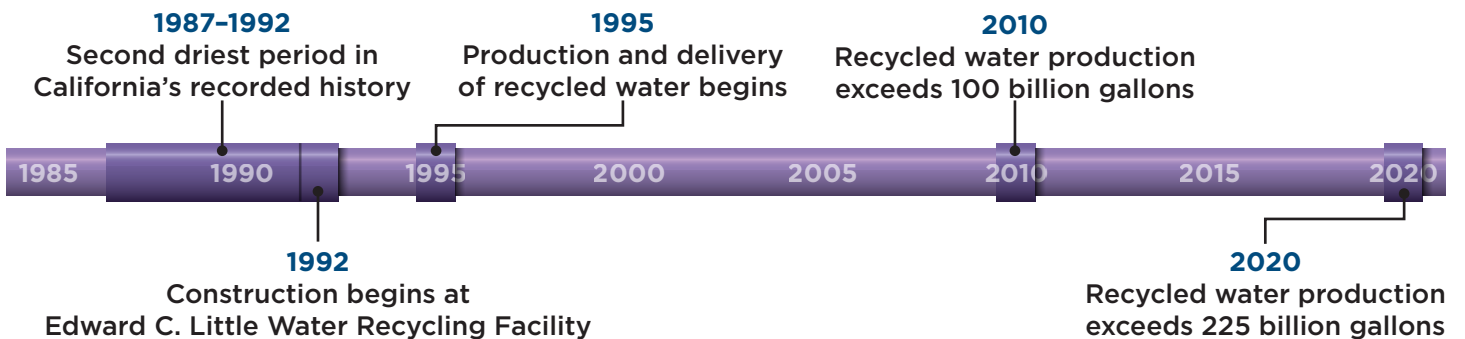 1987–1992
Second driest period in
California's recorded history
1995
Production and delivery
of recycled water begins
2010
Recycled water production
exceeds 100 billion gallons
1985
1990
1995
2000
2005
2010
2015
2020
1992
Construction begins at
Edward C. Little Water Recycling Facility
2020
Recycled water production
exceeds 225 billion gallons